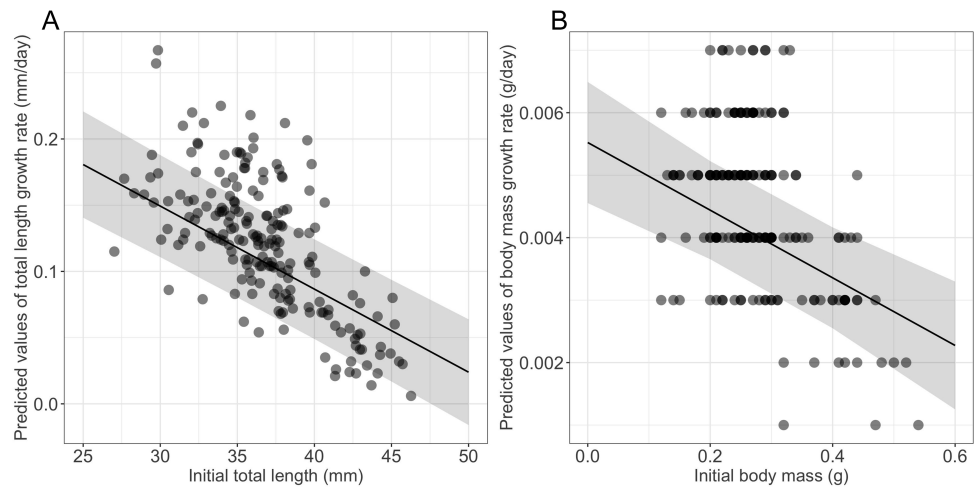 A
Predicted values of total length growth rate (mm/day)
0.2
0.1
0.0
25 30 35 40 45 50
Initial total length (mm)
B
Predicted values of body mass growth rate (g/day)
0.006
0.004
0.002
0.0 0.2 0.4 0.6
Initial body mass (g)